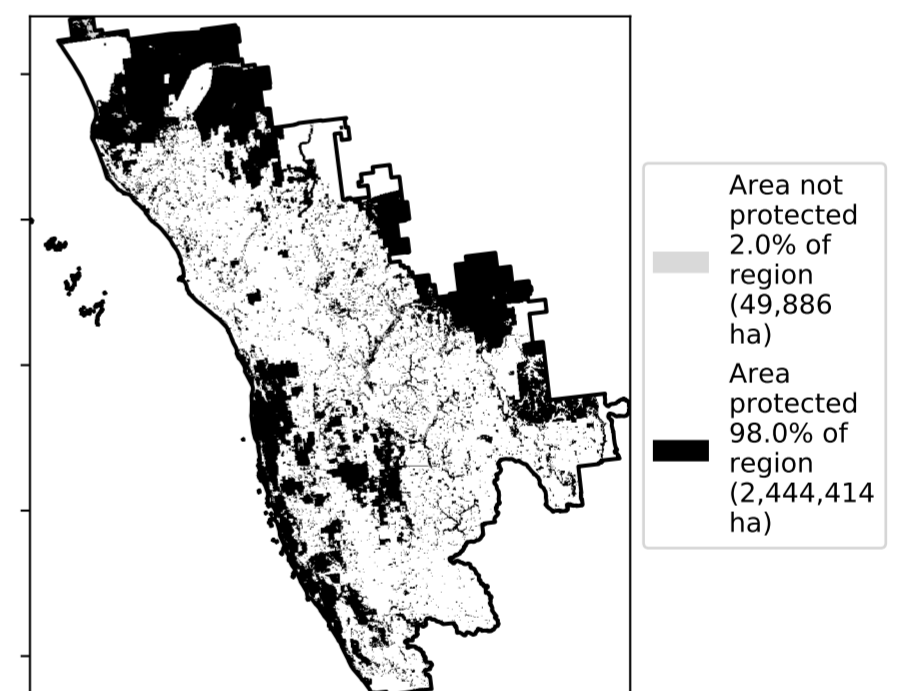 Area not
protected
2.0% of
region
(49,886
ha)
Area
protected
98.0% of
region
(2,444,414
ha)